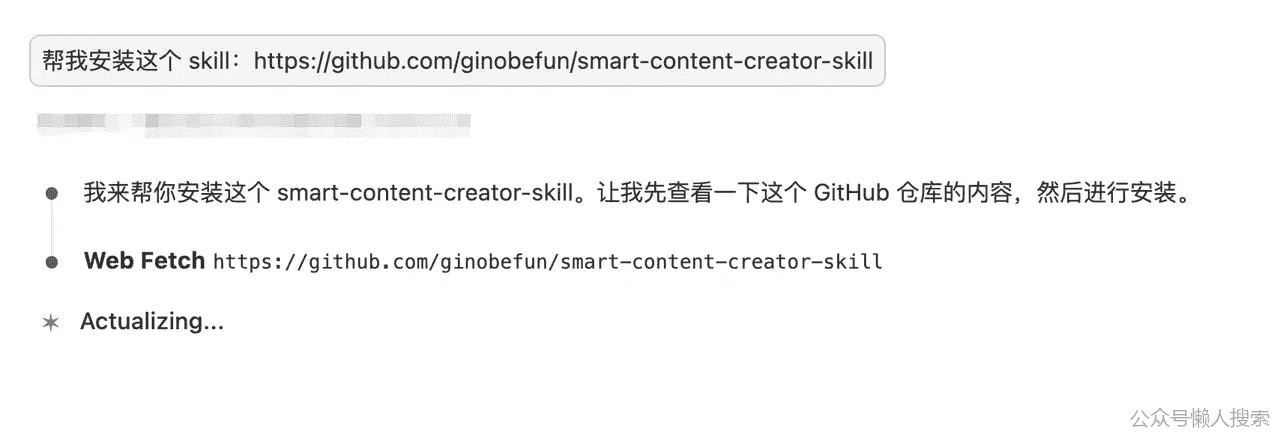 帮我安装这个 skill：https://github.com/ginobefun/smart-content-creator-skill
我来帮你安装这个 smart-content-creator-skill。让我先查看一下这个 GitHub 仓库的内容，然后进行安装。
Web Fetch https://github.com/ginobefun/smart-content-creator-skill
Actualizing...
公众号懒人搜索